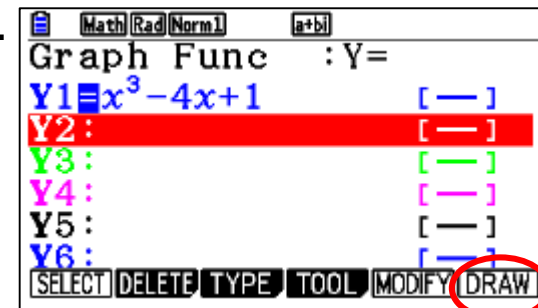 Math Rad Norm1 a+bi
Graph Func :Y=
Y1=x³-4x+1 [—]
Y2: [—]
Y3: [—]
Y4: [—]
Y5: [—]
Y6: [—]
SELECT DELETE TYPE TOOL MODIFY DRAW